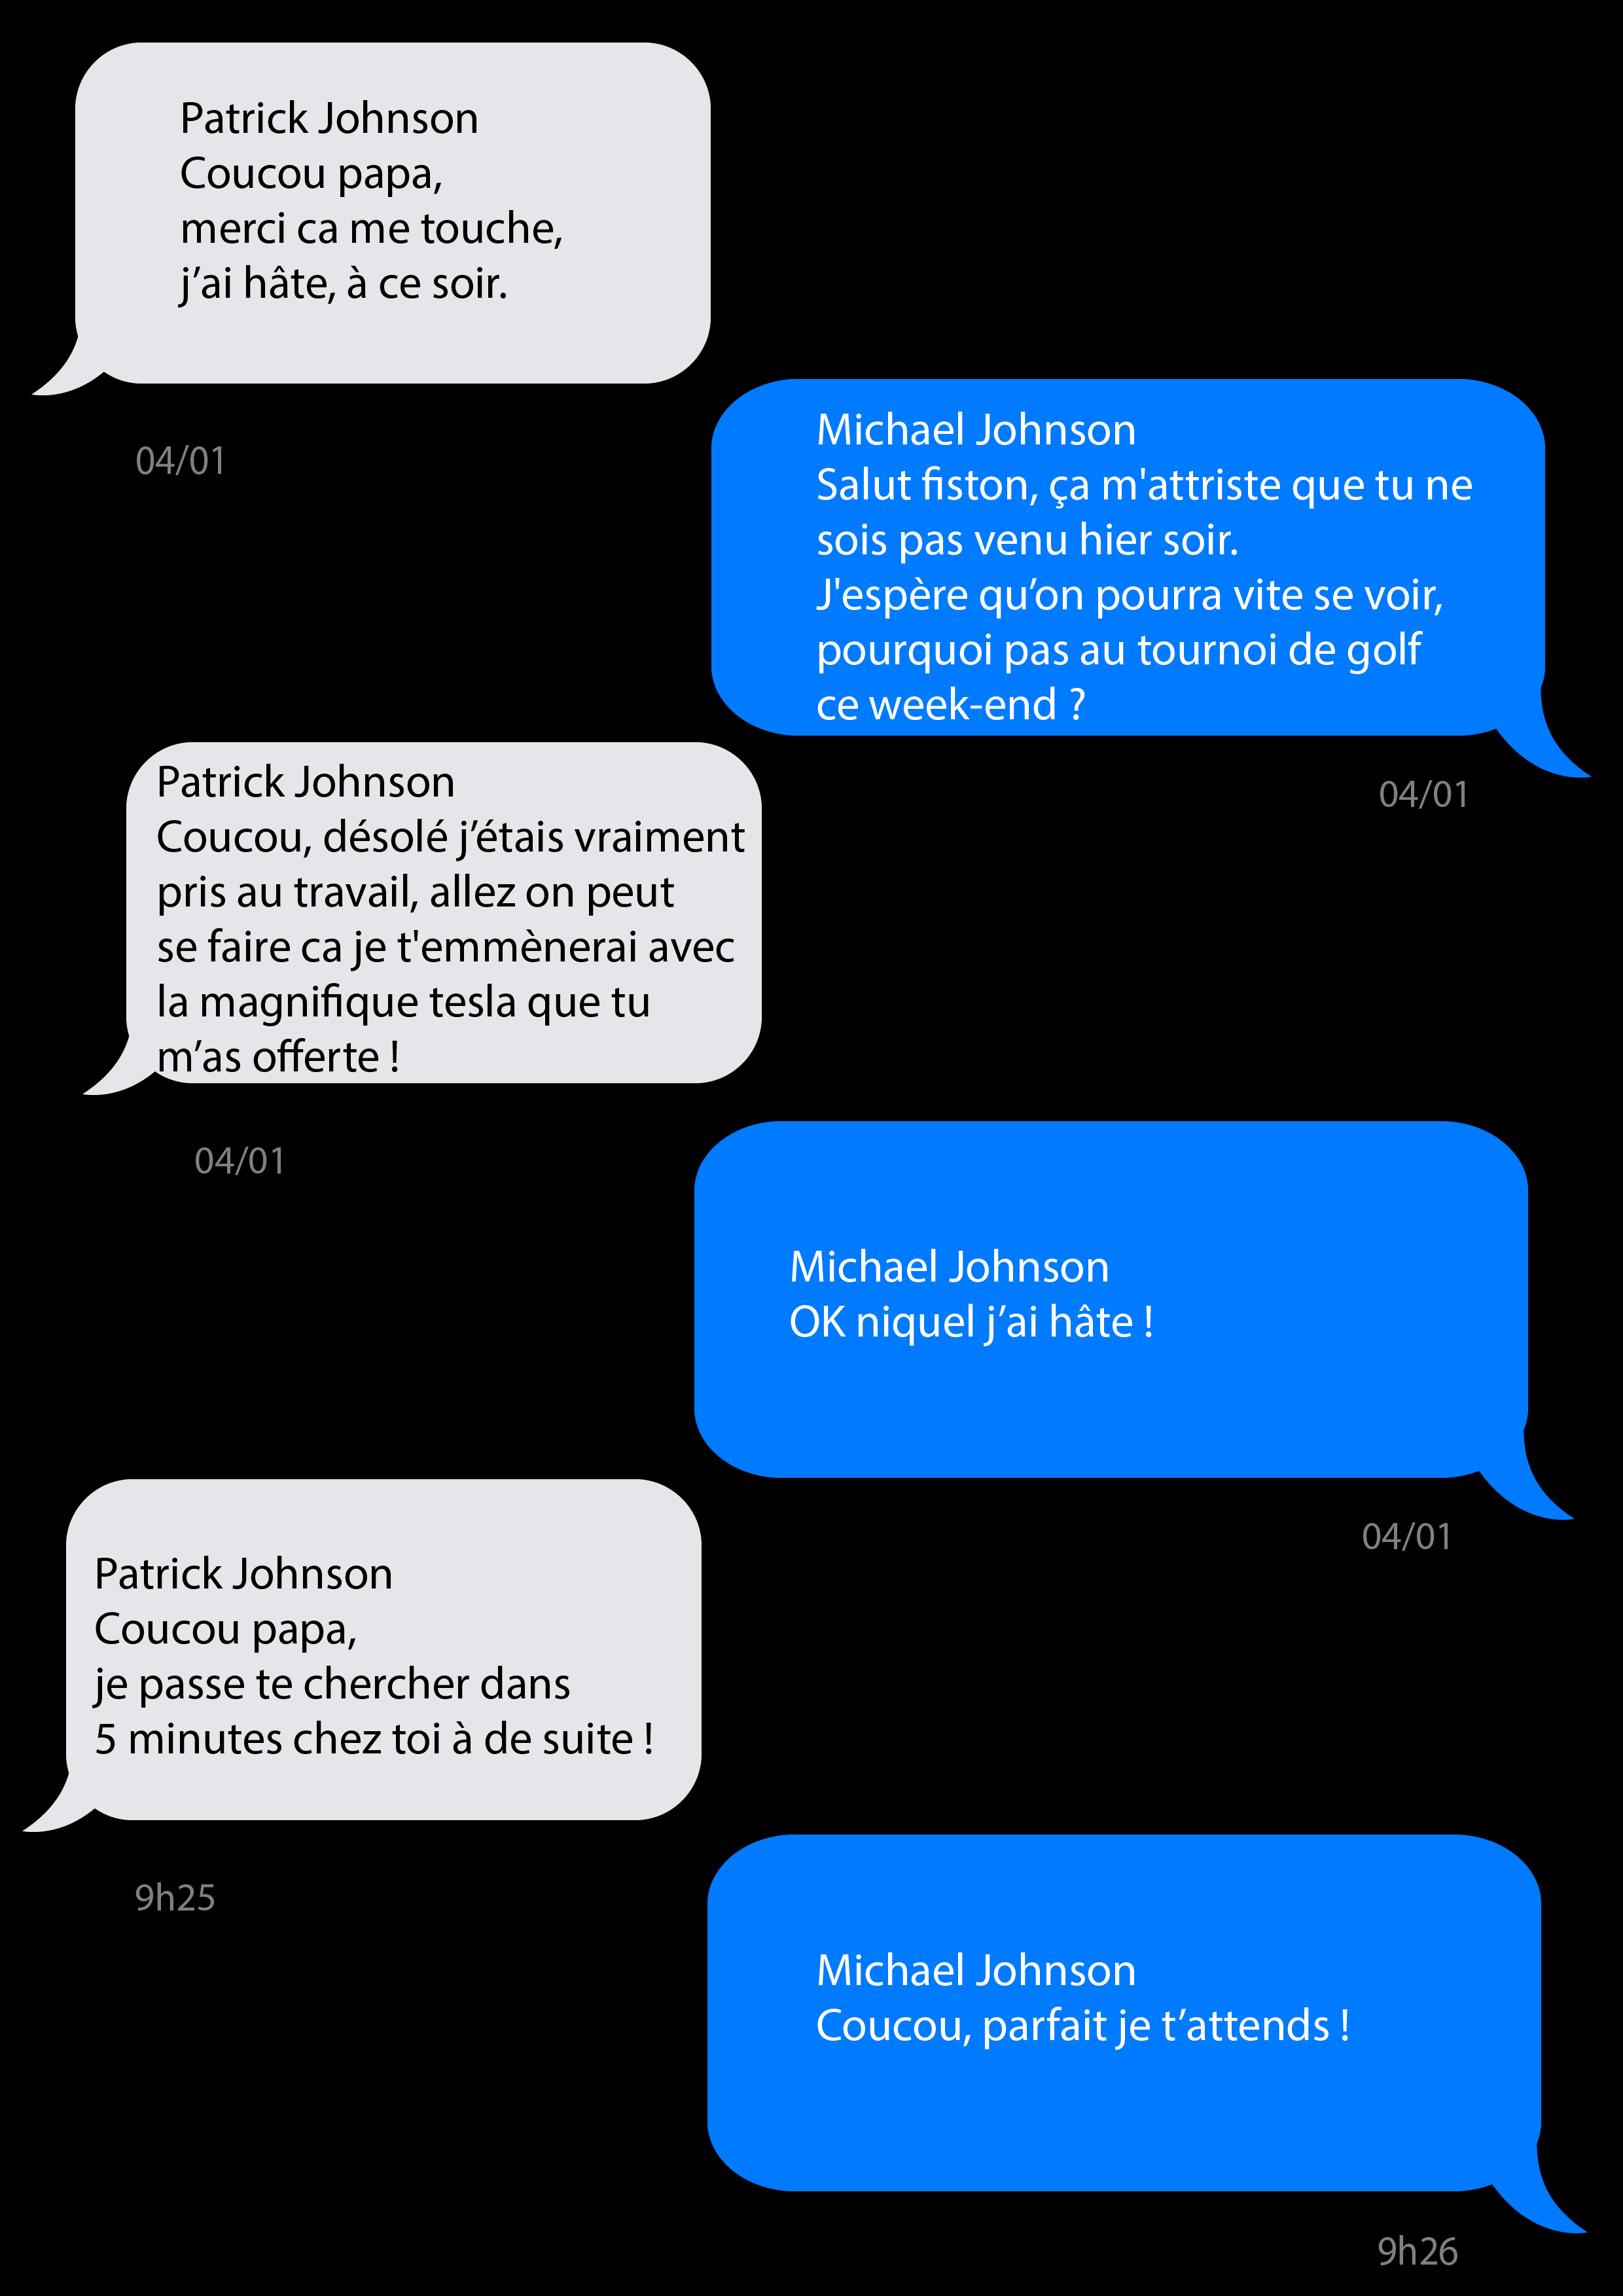 Patrick Johnson
Coucou papa,
merci ca me touche,
j’ai hâte, à ce soir.
04/01
Michael Johnson
Salut fiston, ça m'attriste que tu ne
sois pas venu hier soir.
J'espère qu’on pourra vite se voir,
pourquoi pas au tournoi de golf
ce week-end ?
04/01
Patrick Johnson
Coucou, désolé j’étais vraiment
pris au travail, allez on peut
se faire ca je t'emmènerai avec
la magnifique tesla que tu
m’as offerte !
04/01
Michael Johnson
OK niquel j’ai hâte !
04/01
Patrick Johnson
Coucou papa,
je passe te chercher dans
5 minutes chez toi à de suite !
9h25
Michael Johnson
Coucou, parfait je t’attends !
9h26